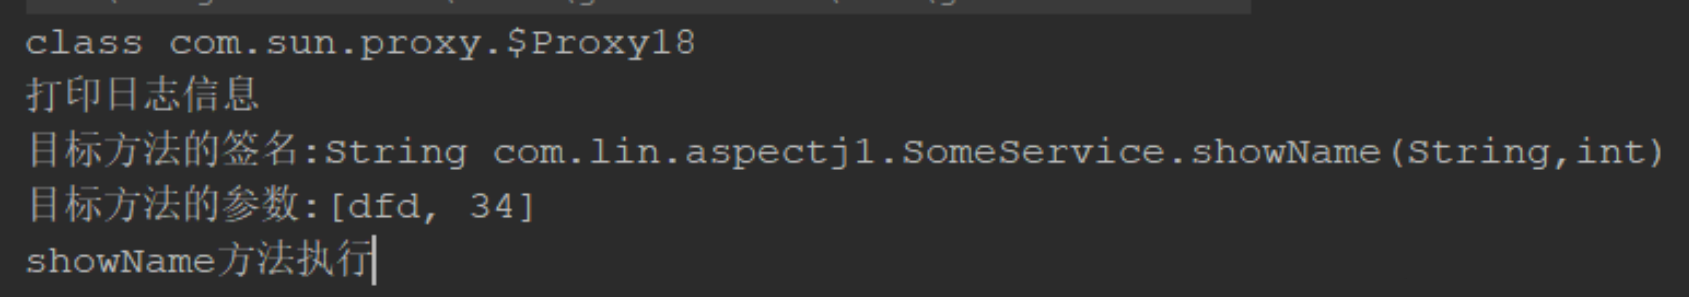 class com.sun.proxy.$Proxy18
打印日志信息
目标方法的签名:String com.lin.aspectj1.SomeService.showName(String,int)
目标方法的参数:[dfd, 34]
showName方法执行